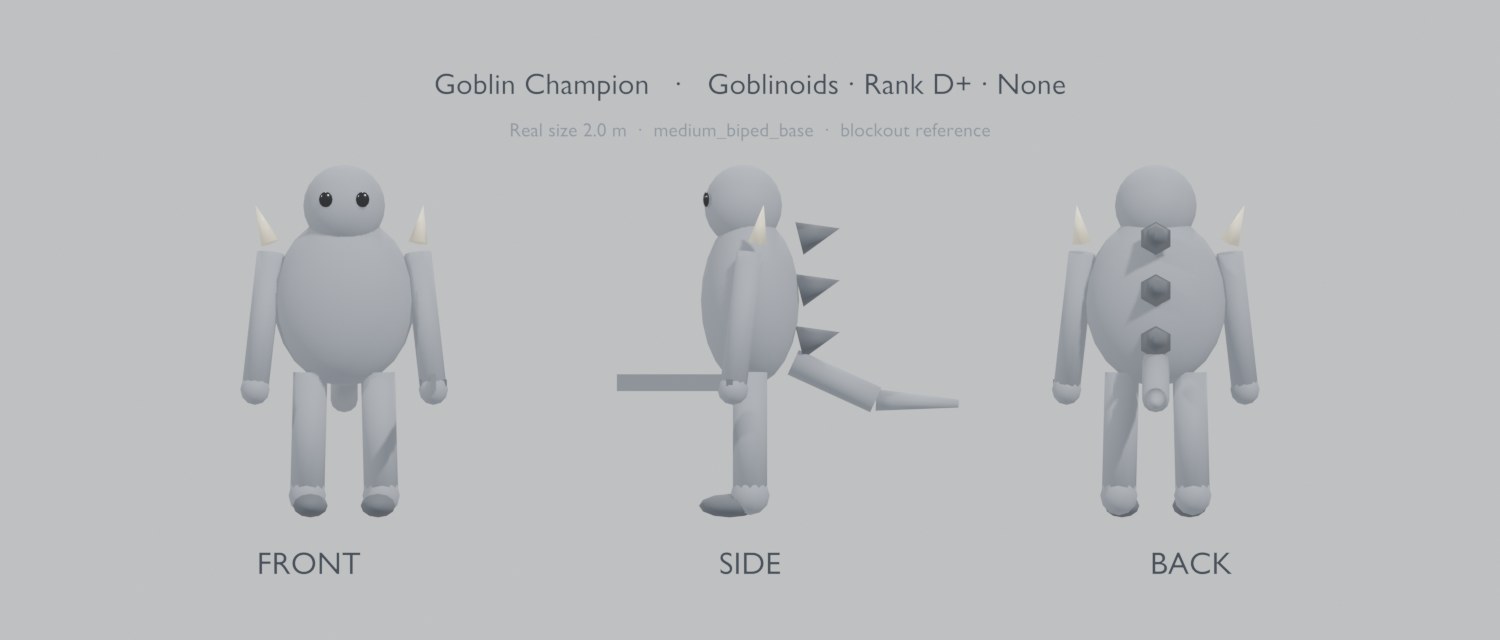 Goblin Champion · Goblinoids · Rank D+ · None
Real size 2.0 m · medium_biped_base · blockout reference
FRONT SIDE BACK